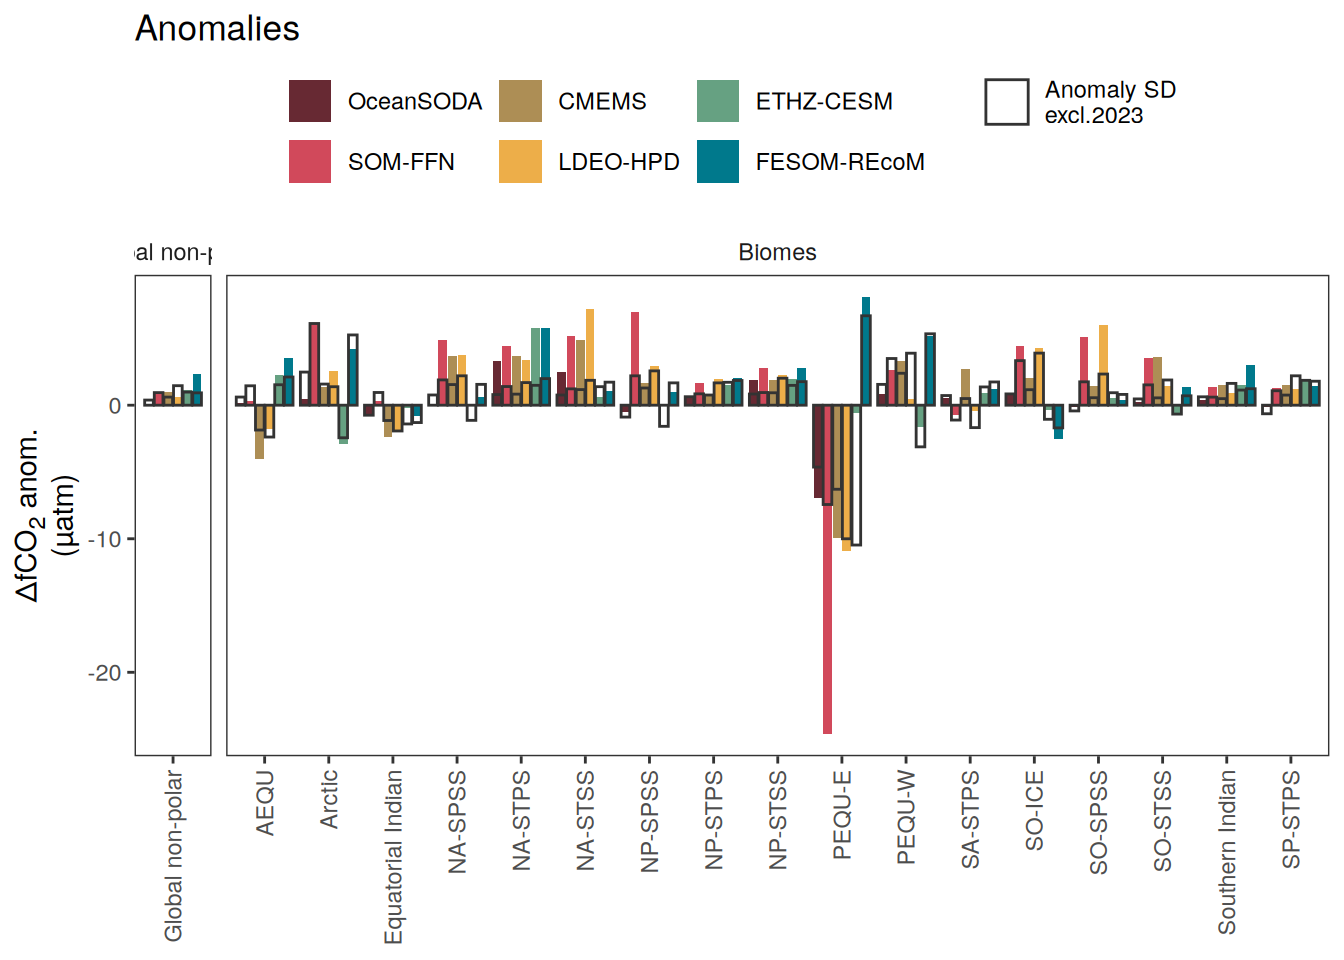 Anomalies
OceanSODA
CMEMS
ETHZ-CESM
Anomaly SD
excl.2023
SOM-FFN
LDEO-HPD
FESOM-REcoM
al non-
Biomes
ΔfCO₂ anom.
(µatm)
0
-10
-20
Global non-polar
AEQU
Arctic
Equatorial Indian
NA-SPSS
NA-STPS
NA-STSS
NP-SPSS
NP-STPS
NP-STSS
PEQU-E
PEQU-W
SA-STPS
SO-ICE
SO-SPSS
SO-STSS
Southern Indian
SP-STPS